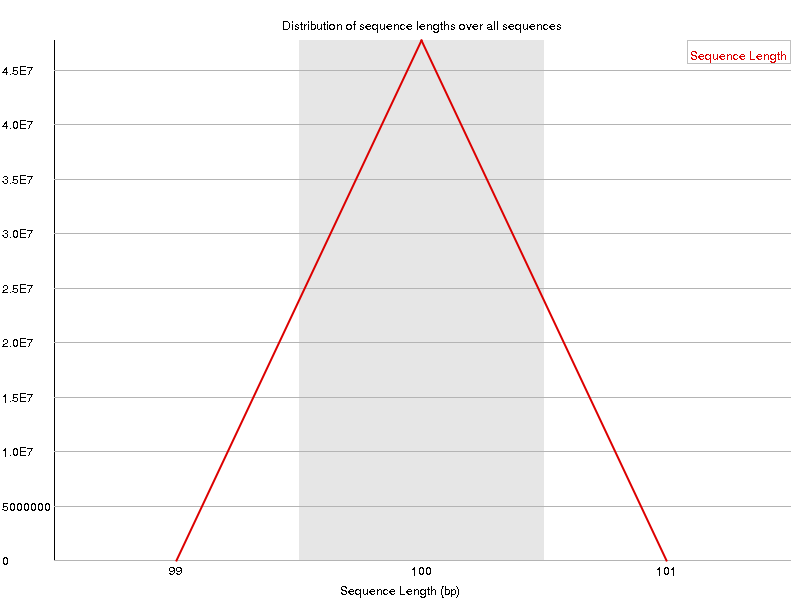 Distribution of sequence lengths over all sequences
Sequence Length
4.5E7
4.0E7
3.5E7
3.0E7
2.5E7
2.0E7
1.5E7
1.0E7
5000000
0
99
100
101
Sequence Length (bp)